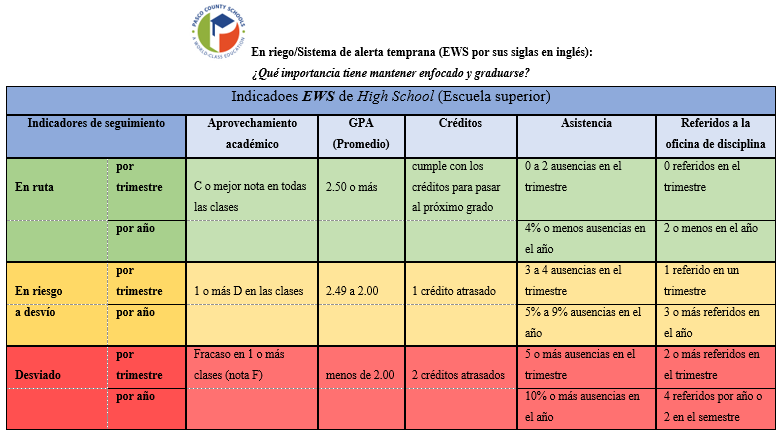 PASCO COUNTY SCHOOLS
A WORLD-CLASS EDUCATION
En riego/Sistema de alerta temprana (EWS por sus siglas en inglés):
¿Qué importancia tiene mantener enfocado y graduarse?
Indicadoes EWS de High School (Escuela superior)
Indicadores de seguimiento
Aprovechamiento
académico
GPA
(Promedio)
Créditos
Asistencia
Referidos a la
oficina de disciplina
En ruta
por
trimestre
C o mejor nota en todas
las clases
2.50 o más
cumple con los
créditos para pasar
al próximo grado
0 a 2 ausencias en el
trimestre
0 referidos en el
trimestre
por año
4% o menos ausencias en
el año
2 o menos en el año
En riesgo
a desvío
por
trimestre
1 o más D en las clases
2.49 a 2.00
1 crédito atrasado
3 a 4 ausencias en el
trimestre
1 referido en un
trimestre
por año
5% a 9% ausencias en el
año
3 o más referidos en
el año
Desviado
por
trimestre
Fracaso en 1 o más
clases (nota F)
menos de 2.00
2 créditos atrasados
5 o más ausencias en el
trimestre
2 o más referidos en
el trimestre
por año
10% o más ausencias en
el año
4 referidos por año o
2 en el semestre